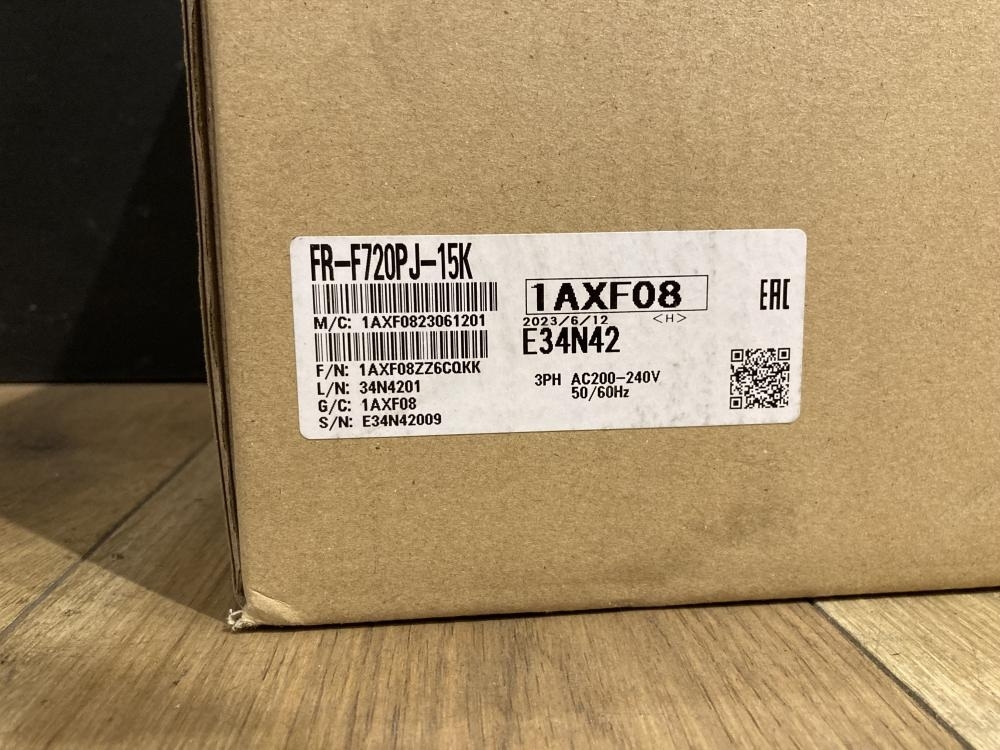 FR-F720PJ-15K
M/C: 1AXF0823061201
F/N: 1AXF08ZZ6CQKK
L/N: 34N4201
G/C: 1AXF08
S/N: E34N42009
1AXF08
2023/6/12 <H>
E34N42
3PH AC200-240V
50/60Hz
EAC